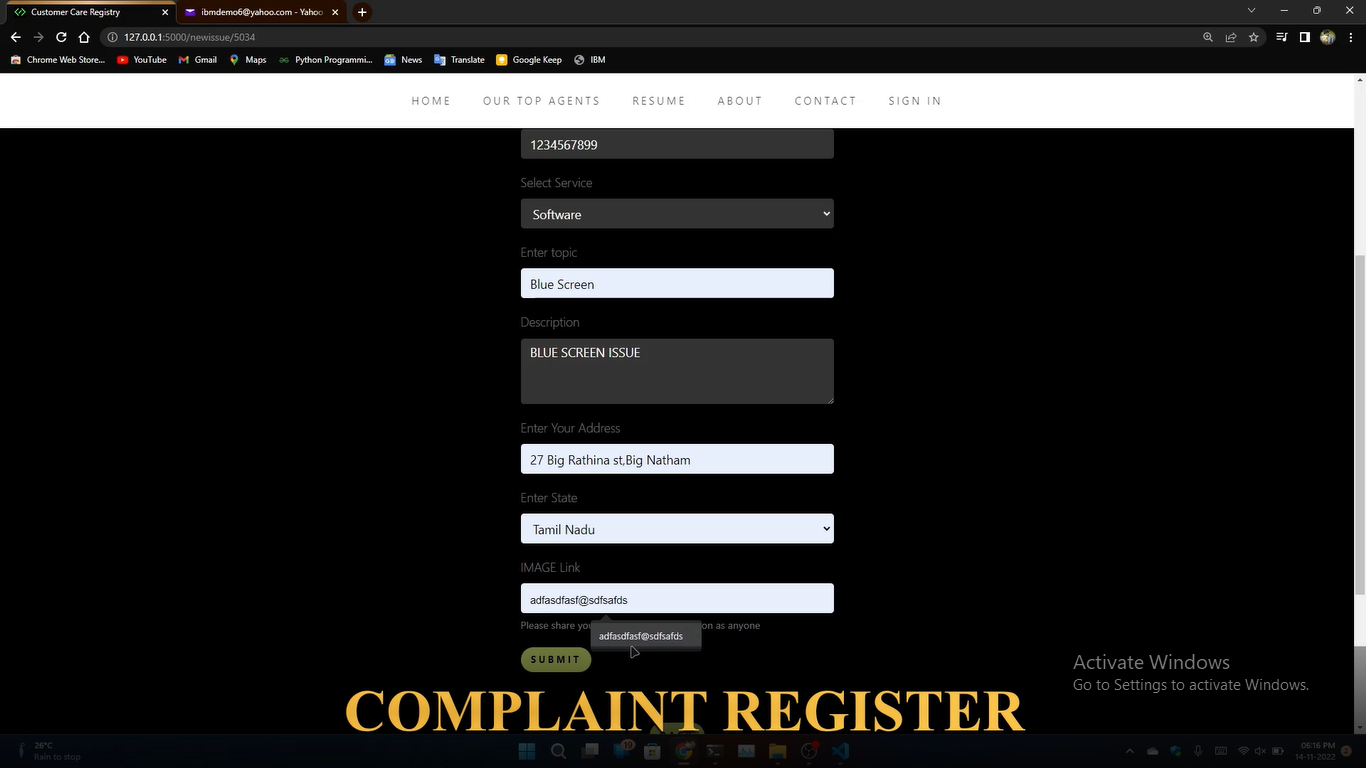 Customer Care Registry
ibmdemo6@yahoo.com - Yahoo
127.0.0.1:5000/newissue/5034
Chrome Web Store...
YouTube
Gmail
Maps
Python Programmi...
News
Translate
Google Keep
IBM
HOME
OUR TOP AGENTS
RESUME
ABOUT
CONTACT
SIGN IN
1234567899
Select Service
Software
Enter topic
Blue Screen
Description
BLUE SCREEN ISSUE
Enter Your Address
27 Big Rathina st,Big Natham
Enter State
Tamil Nadu
IMAGE Link
adfasdfasf@sdfsafds
Please share yo on as anyone
adfasdfasf@sdfsafds
SUBMIT
Activate Windows
Go to Settings to activate Windows.
COMPLAINT REGISTER
26°C
Rain to stop
06:16 PM
14-11-2022